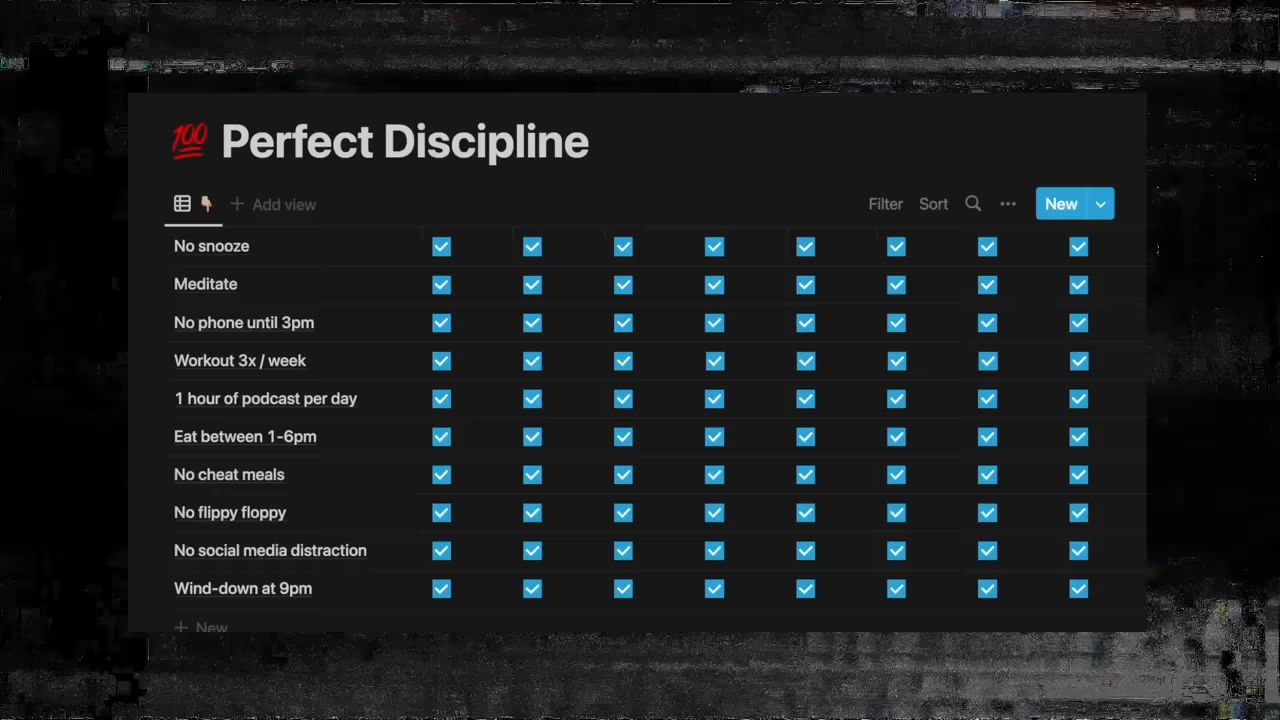 💯 Perfect Discipline
Add view
Filter Sort ••• New
No snooze
Meditate
No phone until 3pm
Workout 3x / week
1 hour of podcast per day
Eat between 1-6pm
No cheat meals
No flippy floppy
No social media distraction
Wind-down at 9pm
+ New